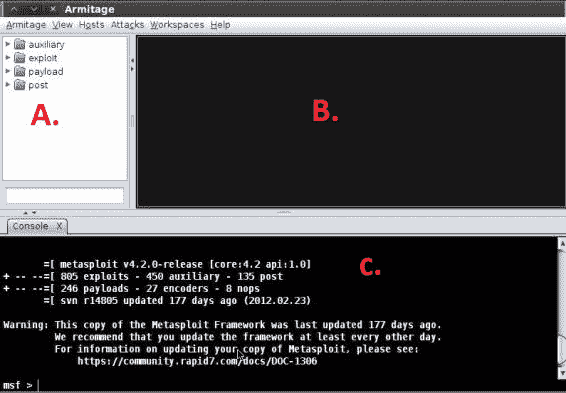 Armitage
Armitage View Hosts Attacks Workspaces Help
auxiliary
exploit
payload
post
A.
B.
Console X
C.
=[ metasploit v4.2.0-release [core:4.2 api:1.0]
+ -- --=[ 805 exploits - 450 auxiliary - 135 post
+ -- --=[ 246 payloads - 27 encoders - 8 nops
=[ svn r14805 updated 177 days ago (2012.02.23)
Warning: This copy of the Metasploit Framework was last updated 177 days ago.
We recommend that you update the framework at least every other day.
For information on updating your copy of Metasploit, please see:
https://community.rapid7.com/docs/DOC-1306
msf >